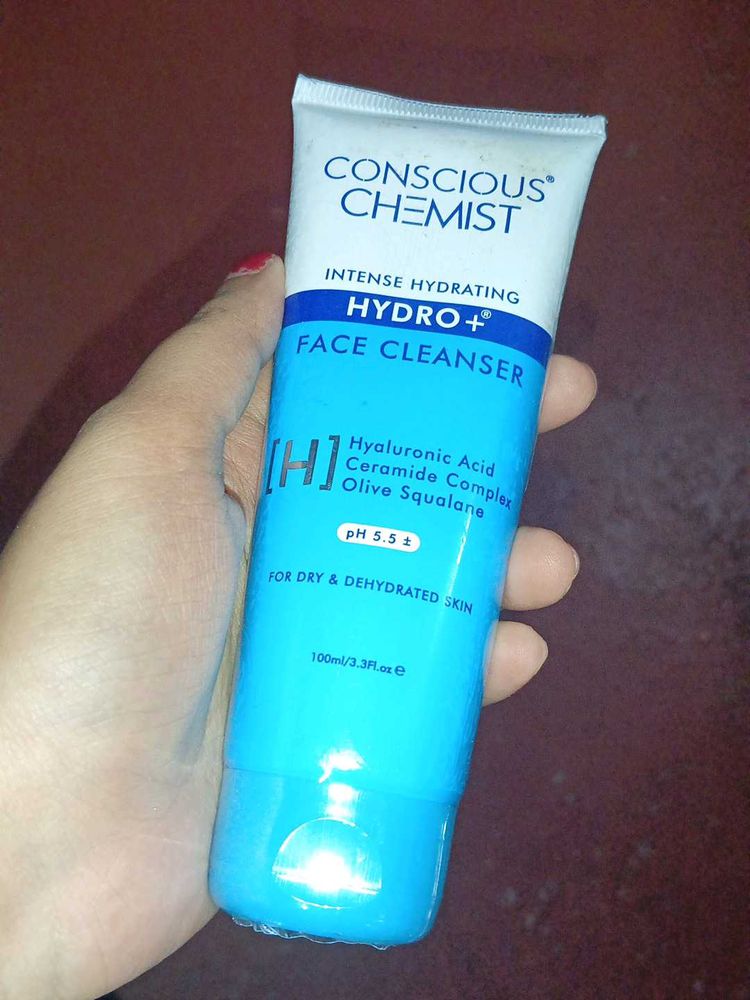 CONSCIOUS®
CHEMIST
INTENSE HYDRATING
HYDRO+®
FACE CLEANSER
[H]
Hyaluronic Acid
Ceramide Complex
Olive Squalane
pH 5.5 ±
FOR DRY & DEHYDRATED SKIN
100ml/3.3Fl.oz ℮